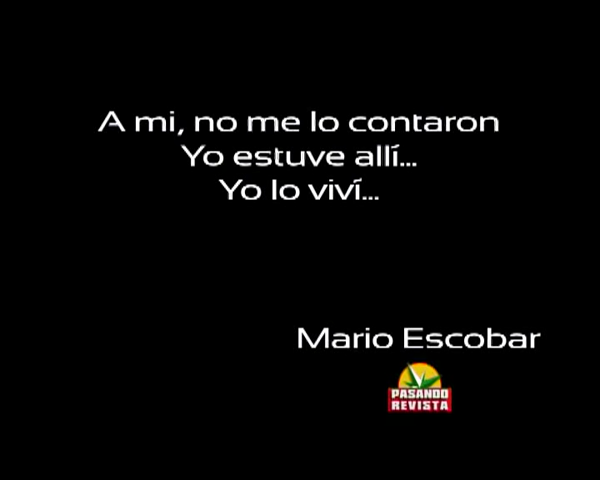 A mi, no me lo contaron
Yo estuve allí...
Yo lo viví...
Mario Escobar
PASANDO
REVISTA